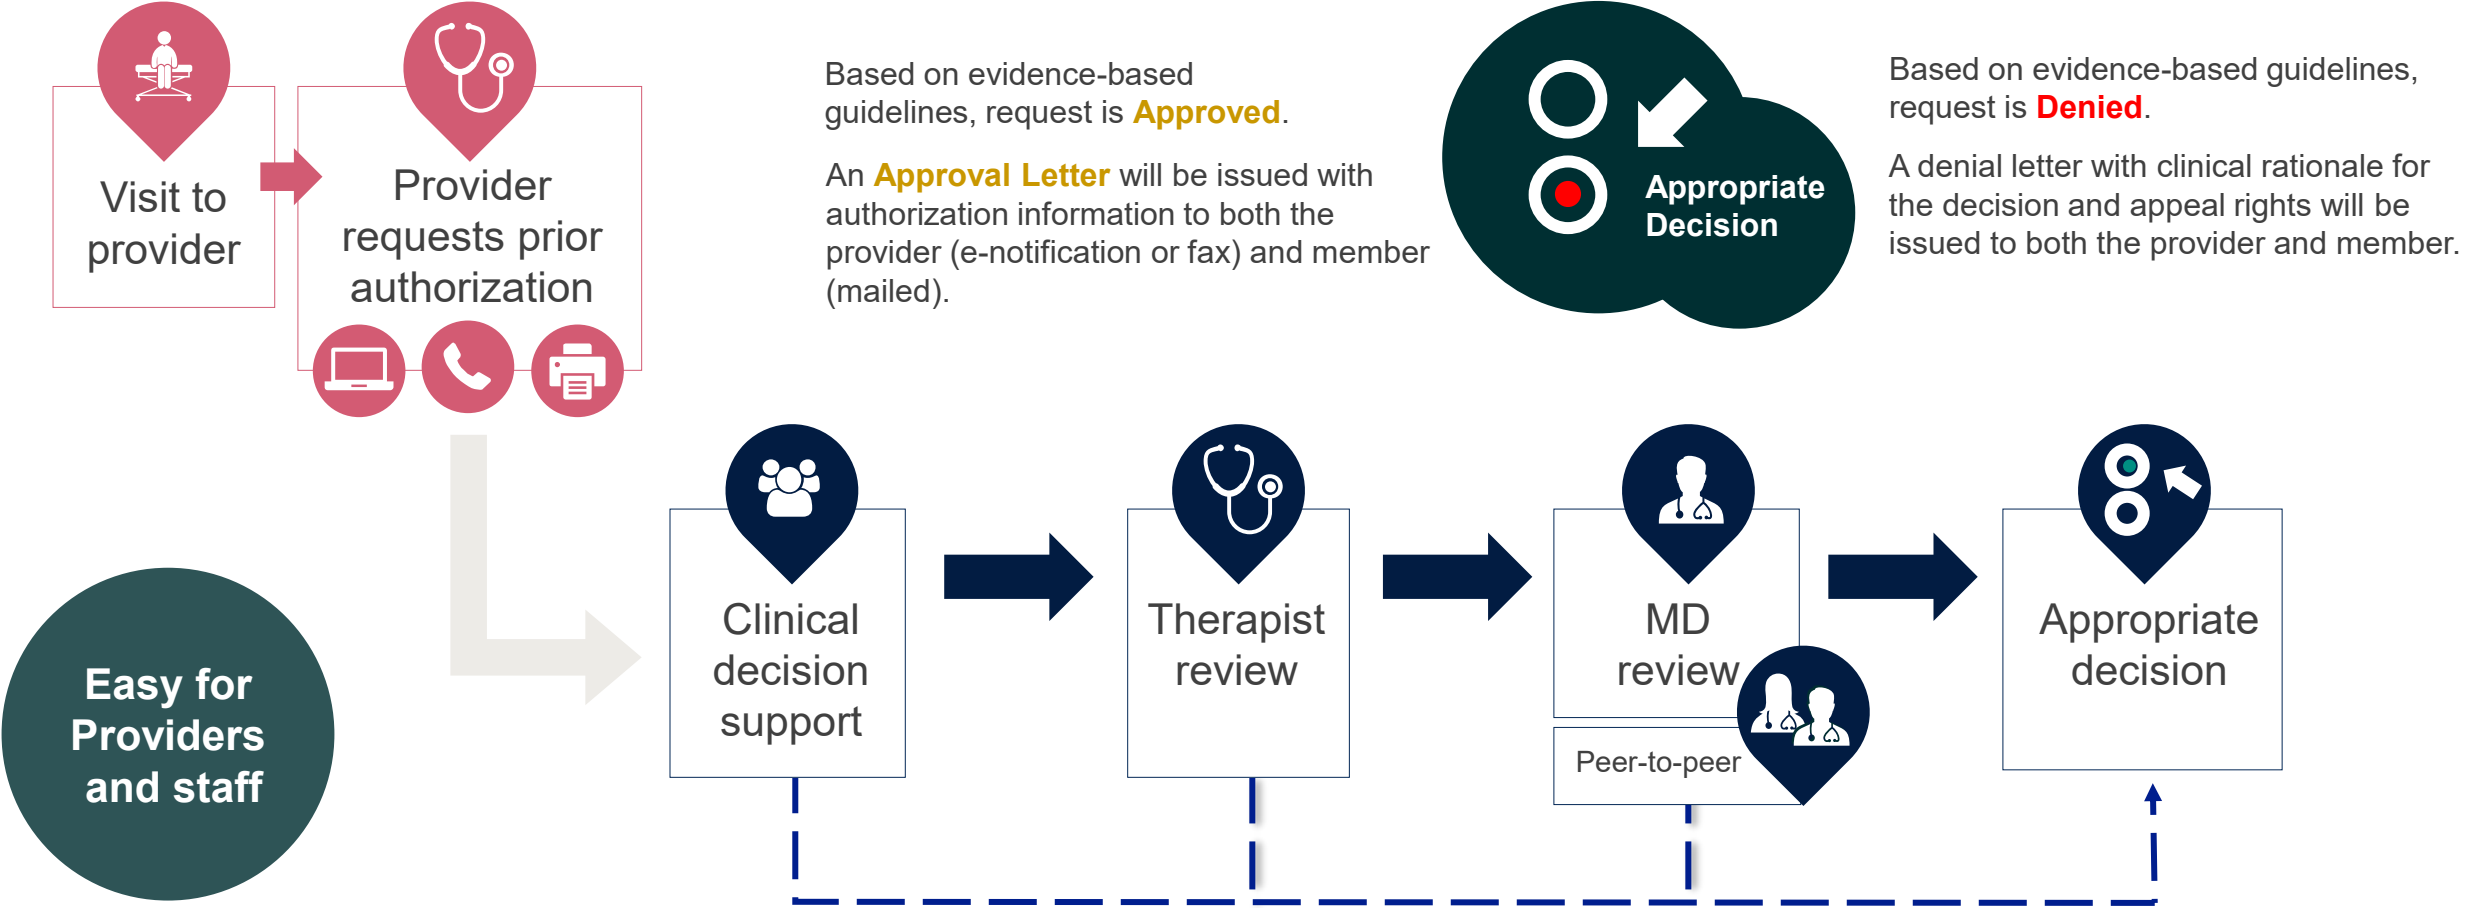 Visit to
provider
Provider
requests prior
authorization
Based on evidence-based
guidelines, request is Approved.
An Approval Letter will be issued with
authorization information to both the
provider (e-notification or fax) and member
(mailed).
Appropriate
Decision
Based on evidence-based guidelines,
request is Denied.
A denial letter with clinical rationale for
the decision and appeal rights will be
issued to both the provider and member.
Easy for
Providers
and staff
Clinical
decision
support
Therapist
review
MD
review
Peer-to-peer
Appropriate
decision